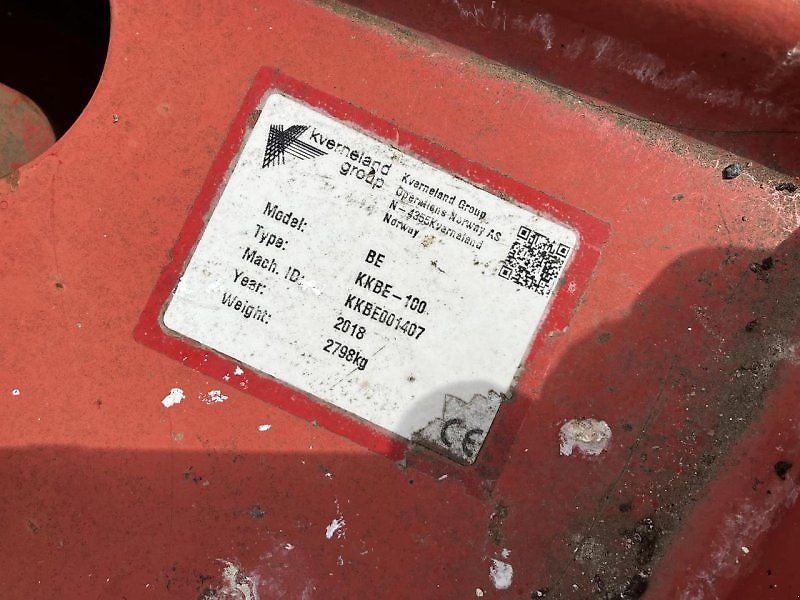 kverneland
group
Kverneland Group
Operations Norway AS
N-4355Kverneland
Norway
Model: BE
Type: KKBE-100
Mach. ID: KKBE001407
Year: 2018
Weight: 2798kg
CE